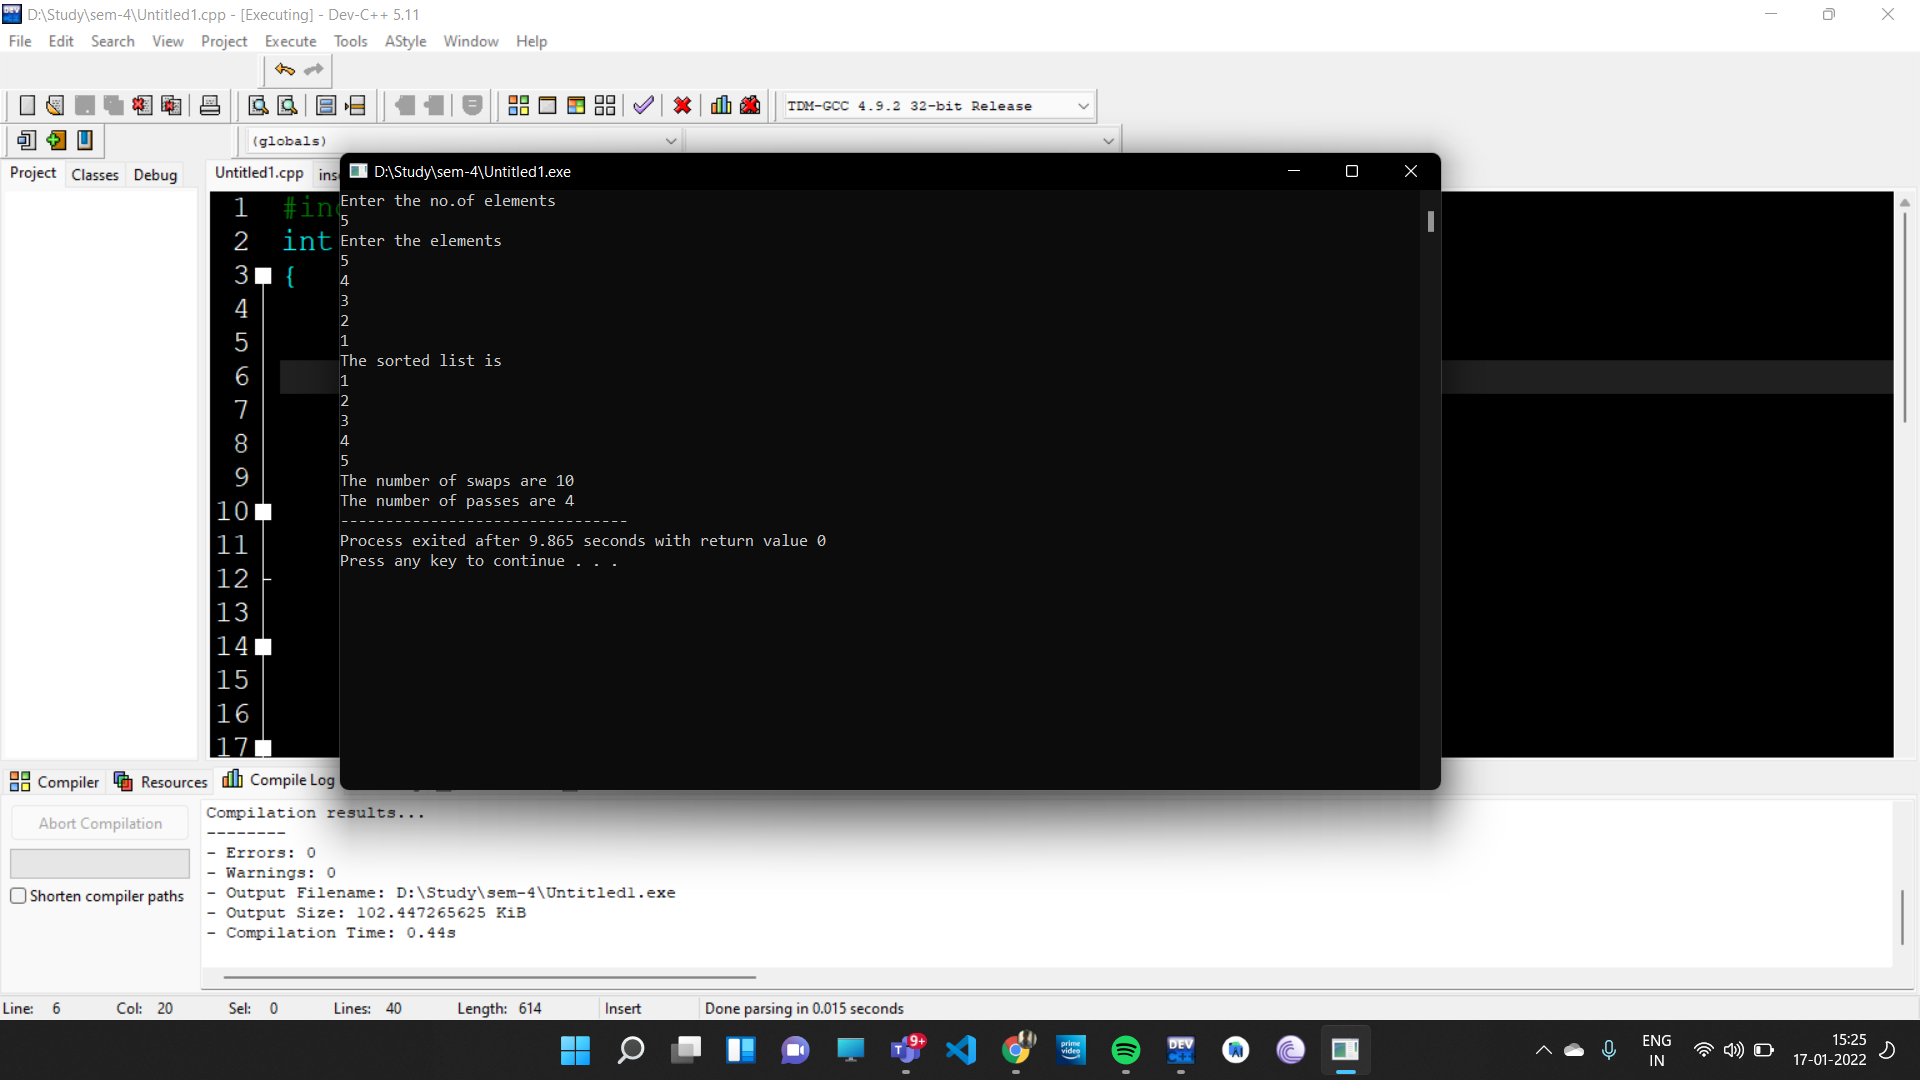 D:\Study\sem-4\Untitled1.cpp - [Executing] - Dev-C++ 5.11
File Edit Search View Project Execute Tools AStyle Window Help
TDM-GCC 4.9.2 32-bit Release
(globals)
Project Classes Debug
Untitled1.cpp
D:\Study\sem-4\Untitled1.exe
Enter the no.of elements
5
Enter the elements
5
4
3
2
1
The sorted list is
1
2
3
4
5
The number of swaps are 10
The number of passes are 4
--------------------------------
Process exited after 9.865 seconds with return value 0
Press any key to continue . . .
1
2 int
3 {
4
5
6
7
8
9
10
11
12
13
14
15
16
17
Compiler Resources Compile Log
Abort Compilation
Shorten compiler paths
Compilation results...
--------
- Errors: 0
- Warnings: 0
- Output Filename: D:\Study\sem-4\Untitled1.exe
- Output Size: 102.447265625 KiB
- Compilation Time: 0.44s
Line: 6 Col: 20 Sel: 0 Lines: 40 Length: 614 Insert Done parsing in 0.015 seconds
9+
prime video
DEV C++
ENG
IN
15:25
17-01-2022